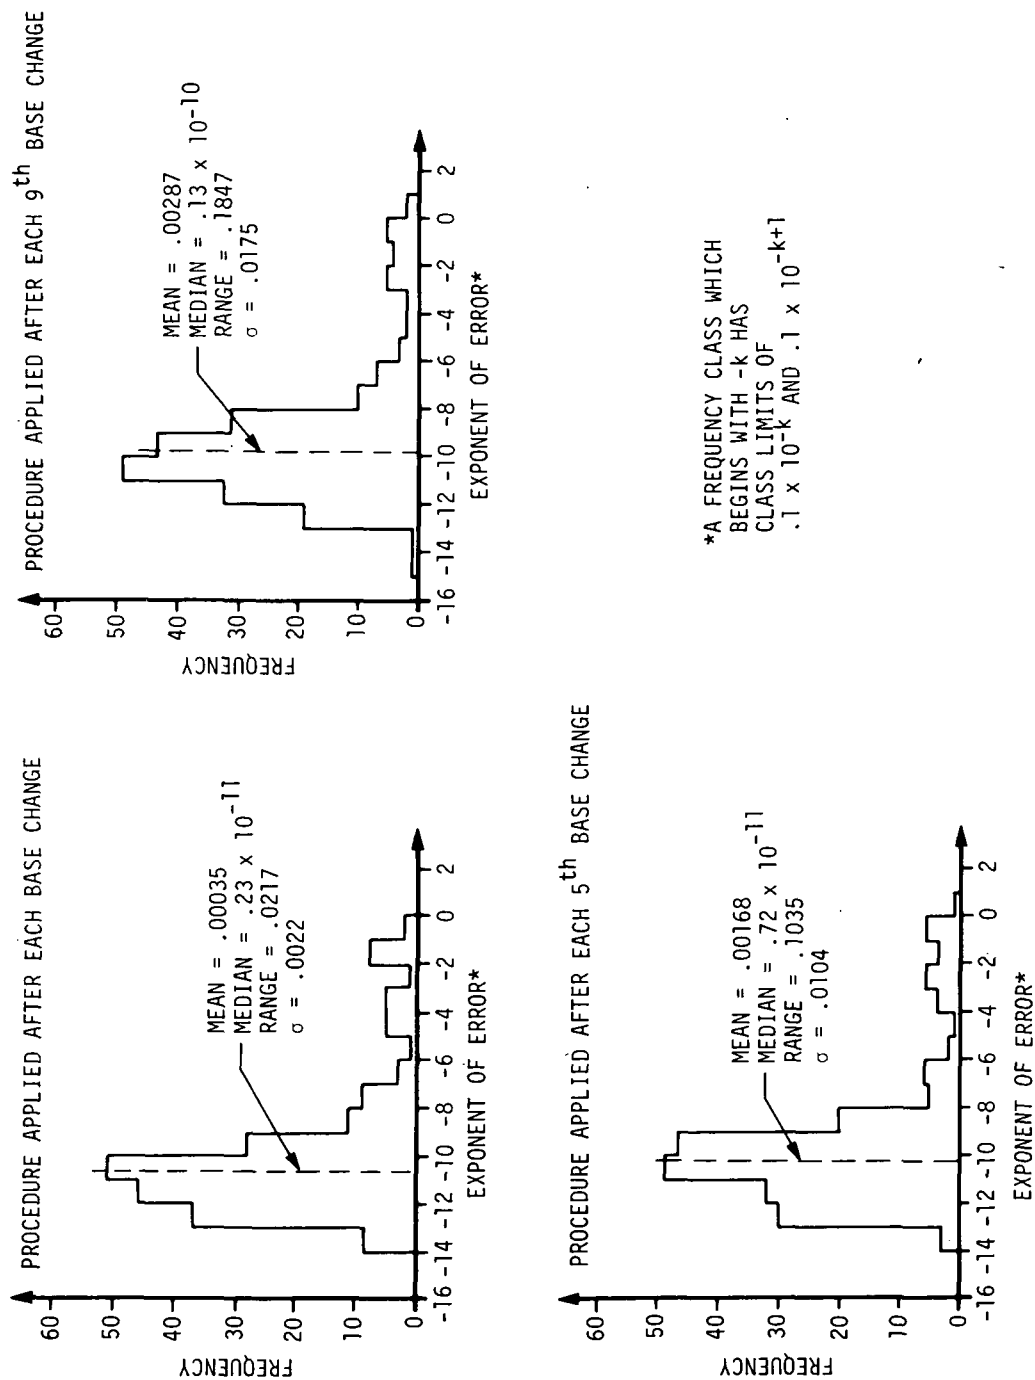 PROCEDURE APPLIED AFTER EACH BASE CHANGE
FREQUENCY
60
50
40
30
20
10
0
MEAN = .00035
MEDIAN = .23 x 10-11
RANGE = .0217
σ = .0022
-16 -14 -12 -10 -8 -6 -4 -2 0 2
EXPONENT OF ERROR*
PROCEDURE APPLIED AFTER EACH 9th BASE CHANGE
FREQUENCY
60
50
40
30
20
10
0
MEAN = .00287
MEDIAN = .13 x 10-10
RANGE = .1847
σ = .0175
-16 -14 -12 -10 -8 -6 -4 -2 0 2
EXPONENT OF ERROR*
PROCEDURE APPLIED AFTER EACH 5th BASE CHANGE
FREQUENCY
60
50
40
30
20
10
0
MEAN = .00168
MEDIAN = .72 x 10-11
RANGE = .1035
σ = .0104
-16 -14 -12 -10 -8 -6 -4 -2 0 2
EXPONENT OF ERROR*
*A FREQUENCY CLASS WHICH
BEGINS WITH -k HAS
CLASS LIMITS OF
.1 x 10-k AND .1 x 10-k+1